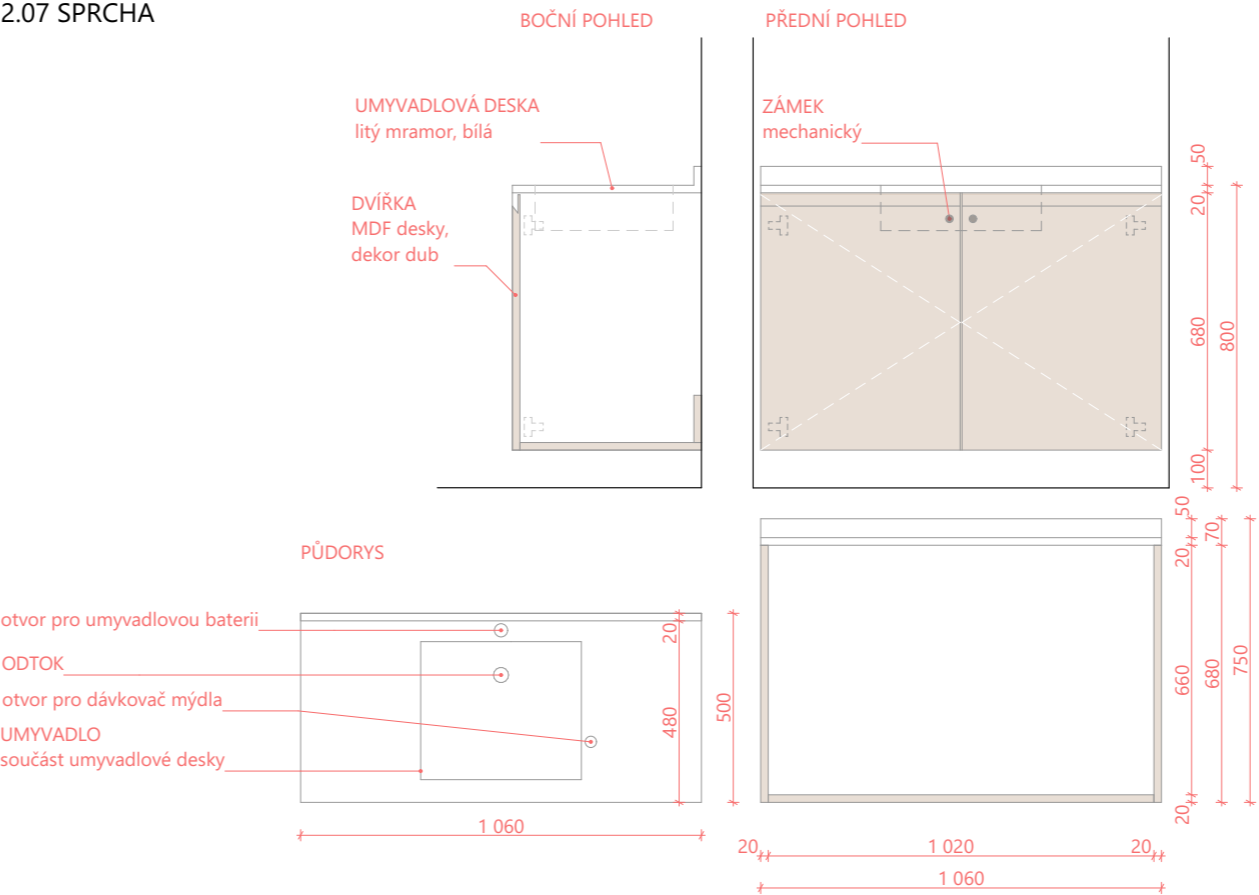 2.07 SPRCHA
BOČNÍ POHLED
PŘEDNÍ POHLED
UMYVADLOVÁ DESKA
litý mramor, bílá
ZÁMEK
mechanický
DVÍŘKA
MDF desky,
dekor dub
50
20
680
800
100
PŮDORYS
otvor pro umyvadlovou baterii
ODTOK
otvor pro dávkovač mýdla
UMYVADLO
součást umyvadlové desky
20
480
500
1 060
50
20
70
660
680
750
20
20
1 020
20
1 060